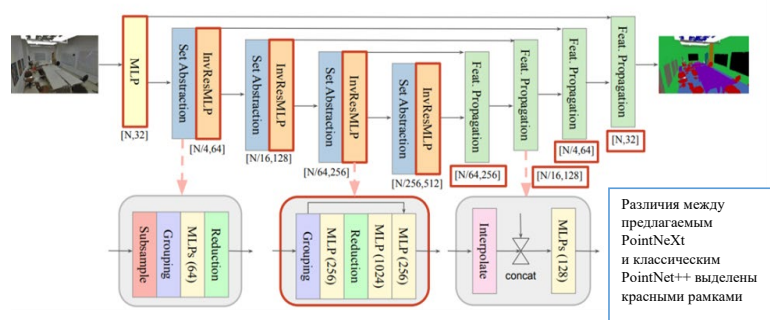 MLP
[N,32]
Set Abstraction
InvResMLP
[N/4,64]
Set Abstraction
InvResMLP
[N/16,128]
Set Abstraction
InvResMLP
[N/64,256]
Set Abstraction
InvResMLP
[N/256,512]
Feat. Propagation
[N/64,256]
Feat. Propagation
[N/16,128]
Feat. Propagation
[N/4,64]
Feat. Propagation
[N,32]
Subsample
Grouping
MLPs (64)
Reduction
Grouping
MLP (256)
Reduction
MLP (1024)
MLP (256)
Interpolate
concat
MLPs (128)
Различия между
предлагаемым
PointNeXt
и классическим
PointNet++ выделены
красными рамками